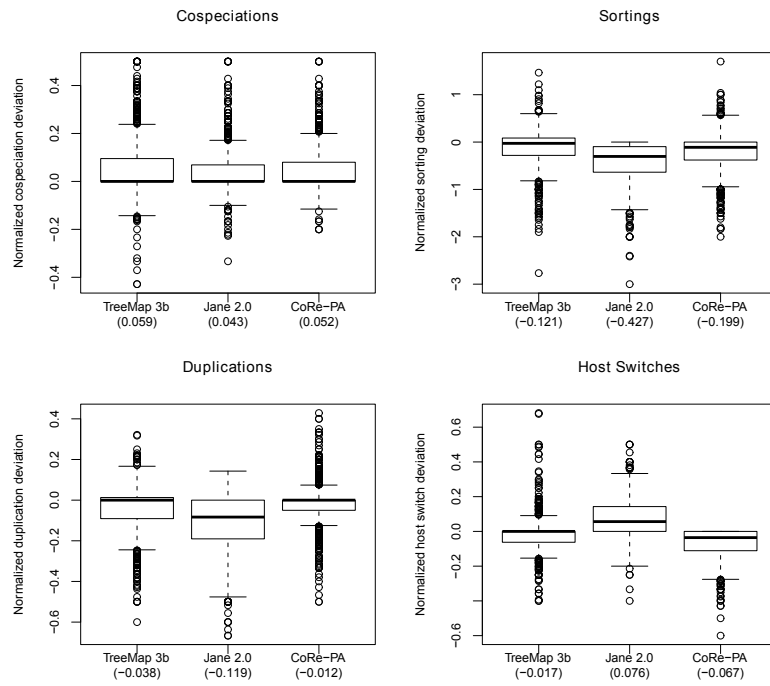 Cospeciations
Normalized cospeciation deviation
0.4
0.2
0.0
−0.2
−0.4
TreeMap 3b Jane 2.0 CoRe−PA
(0.059) (0.043) (0.052)
Sortings
Normalized sorting deviation
1
0
−1
−2
−3
TreeMap 3b Jane 2.0 CoRe−PA
(−0.121) (−0.427) (−0.199)
Duplications
Normalized duplication deviation
0.4
0.2
0.0
−0.2
−0.4
−0.6
TreeMap 3b Jane 2.0 CoRe−PA
(−0.038) (−0.119) (−0.012)
Host Switches
Normalized host switch deviation
0.6
0.4
0.2
0.0
−0.2
−0.6
TreeMap 3b Jane 2.0 CoRe−PA
(−0.017) (0.076) (−0.067)